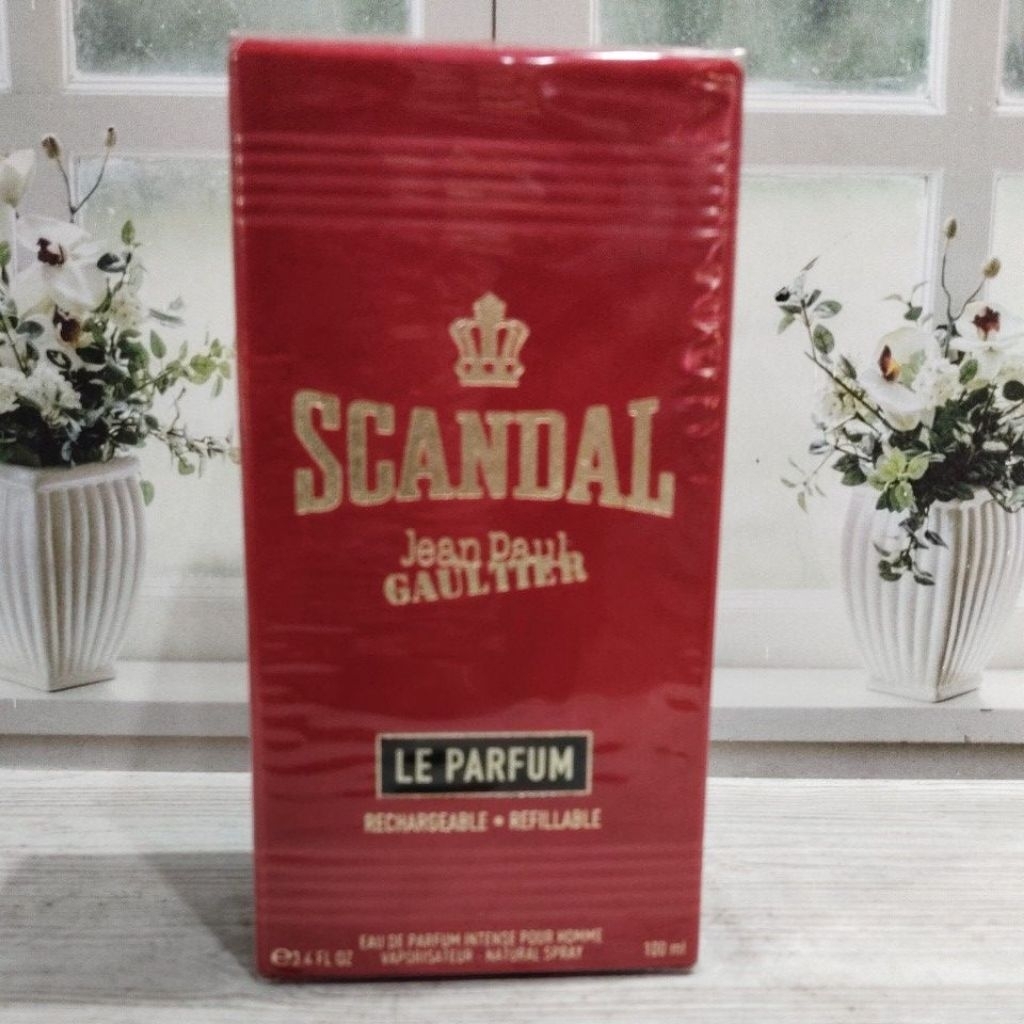 SCANDAL
Jean Paul
GAULTIER
LE PARFUM
RECHARGEABLE • REFILLABLE
EAU DE PARFUM INTENSE POUR HOMME
℮ 3.4 FL OZ VAPORISATEUR · NATURAL SPRAY 100 ml